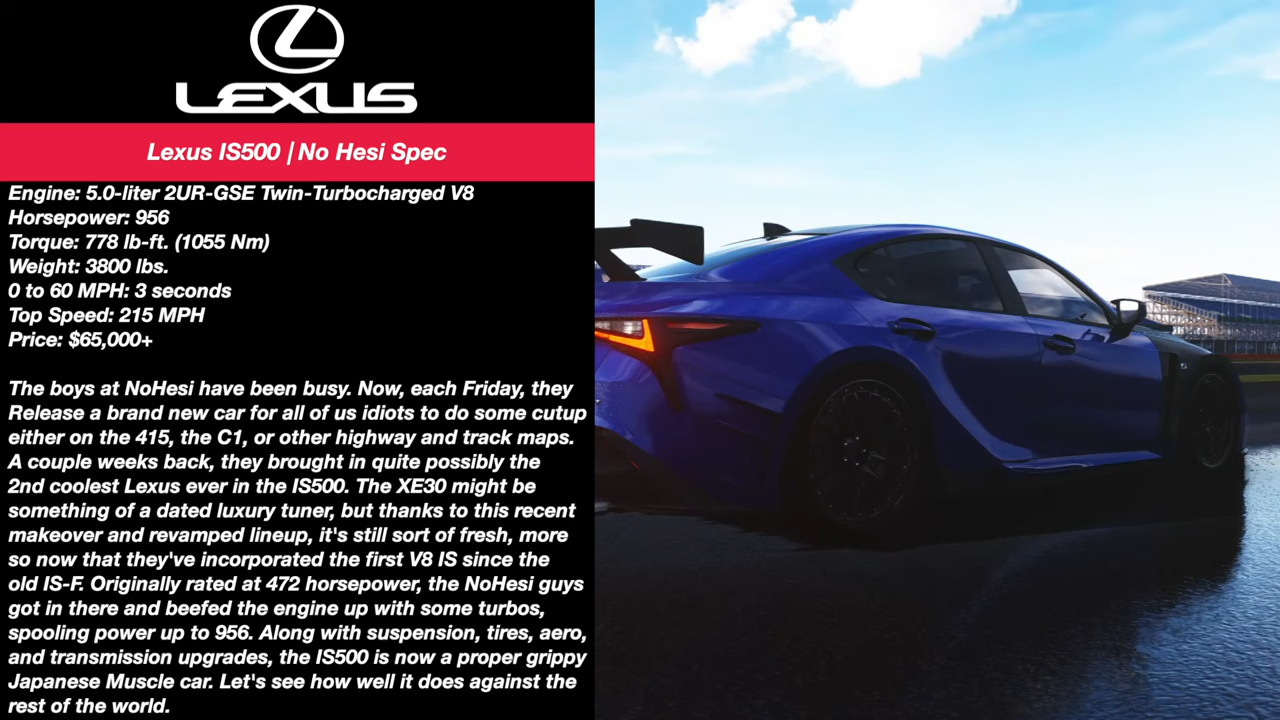 LEXUS
Lexus IS500 | No Hesi Spec
Engine: 5.0-liter 2UR-GSE Twin-Turbocharged V8
Horsepower: 956
Torque: 778 lb-ft. (1055 Nm)
Weight: 3800 lbs.
0 to 60 MPH: 3 seconds
Top Speed: 215 MPH
Price: $65,000+
The boys at NoHesi have been busy. Now, each Friday, they
Release a brand new car for all of us idiots to do some cutup
either on the 415, the C1, or other highway and track maps.
A couple weeks back, they brought in quite possibly the
2nd coolest Lexus ever in the IS500. The XE30 might be
something of a dated luxury tuner, but thanks to this recent
makeover and revamped lineup, it's still sort of fresh, more
so now that they've incorporated the first V8 IS since the
old IS-F. Originally rated at 472 horsepower, the NoHesi guys
got in there and beefed the engine up with some turbos,
spooling power up to 956. Along with suspension, tires, aero,
and transmission upgrades, the IS500 is now a proper grippy
Japanese Muscle car. Let's see how well it does against the
rest of the world.